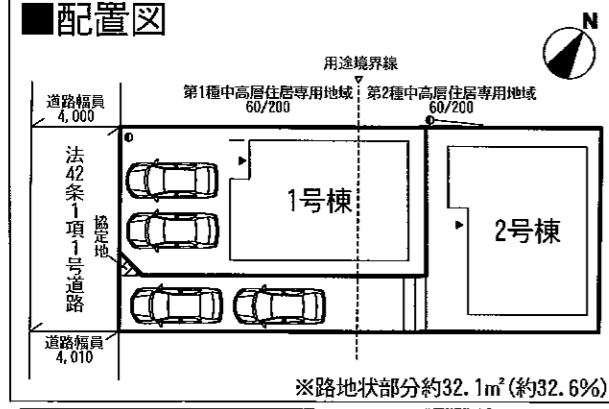 ■配置図
N
用途境界線
道路幅員
4,000
第1種中高層住居専用地域
60/200
第2種中高層住居専用地域
60/200
法42条1項1号道路
協定地
1号棟
2号棟
道路幅員
4,010
※路地状部分約32.1㎡(約32.6%)